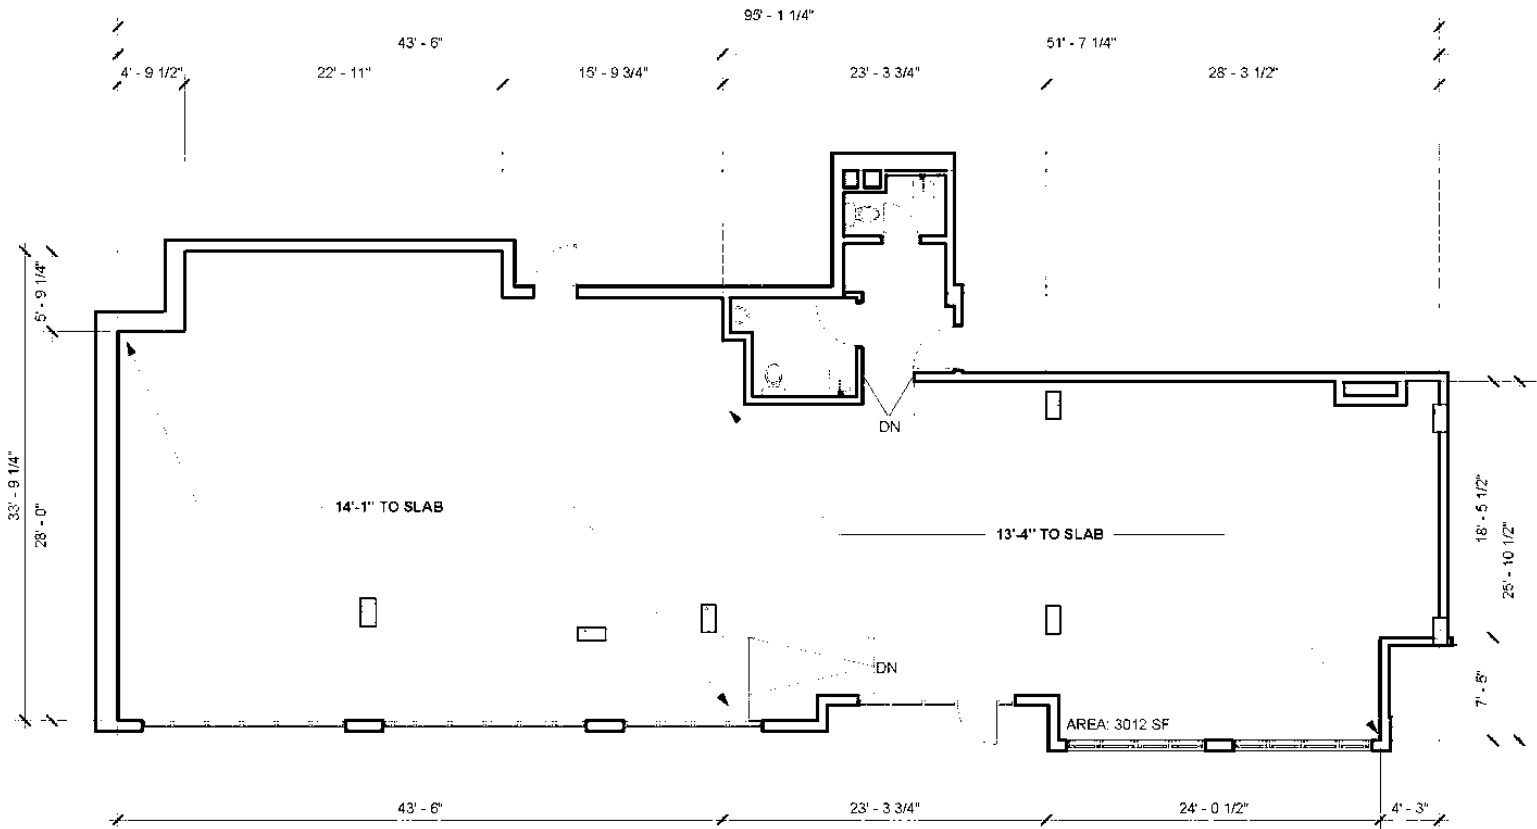 95' - 1 1/4"
43' - 6"
51' - 7 1/4"
4' - 9 1/2"
22' - 11"
15' - 9 3/4"
23' - 3 3/4"
28' - 3 1/2"
5' - 9 1/4"
33' - 9 1/4"
28' - 0"
DN
14'-1" TO SLAB
13'-4" TO SLAB
18' - 5 1/2"
25' - 10 1/2"
DN
7' - 5"
AREA: 3012 SF
43' - 6"
23' - 3 3/4"
24' - 0 1/2"
4' - 3"